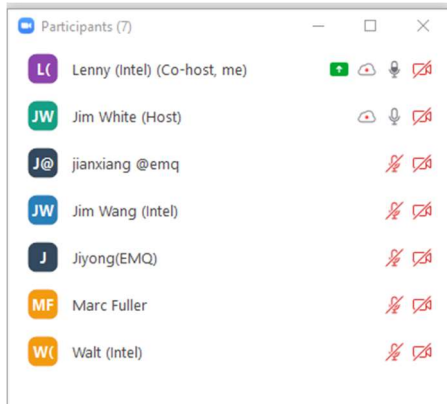 Participants (7)
L( Lenny (Intel) (Co-host, me)
JW Jim White (Host)
J@ jianxiang @emq
JW Jim Wang (Intel)
J Jiyong(EMQ)
MF Marc Fuller
W( Walt (Intel)